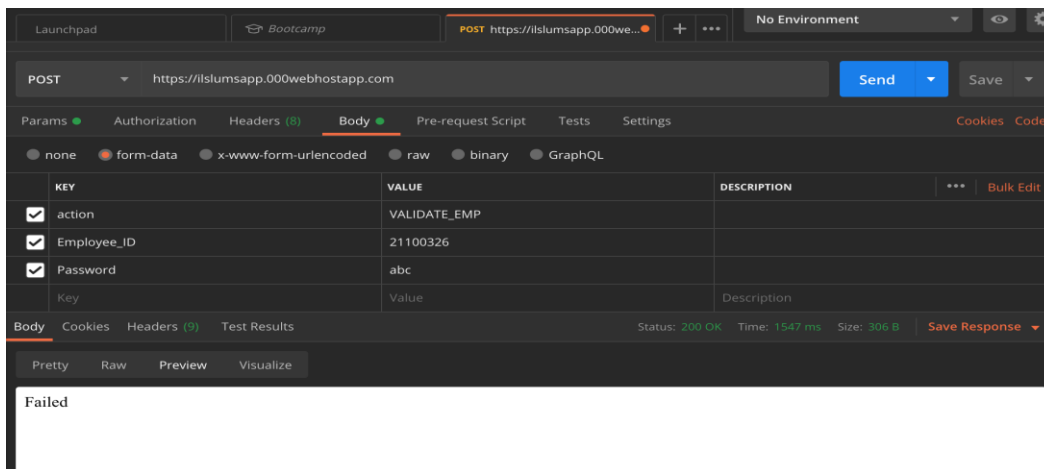 Launchpad Bootcamp POST https://ilslumsapp.000we... + ••• No Environment
POST https://ilslumsapp.000webhostapp.com Send Save
Params Authorization Headers (8) Body Pre-request Script Tests Settings Cookies Code
none form-data x-www-form-urlencoded raw binary GraphQL
KEY VALUE DESCRIPTION ••• Bulk Edit
action VALIDATE_EMP
Employee_ID 21100326
Password abc
Key Value Description
Body Cookies Headers (9) Test Results Status: 200 OK Time: 1547 ms Size: 306 B Save Response
Pretty Raw Preview Visualize
Failed